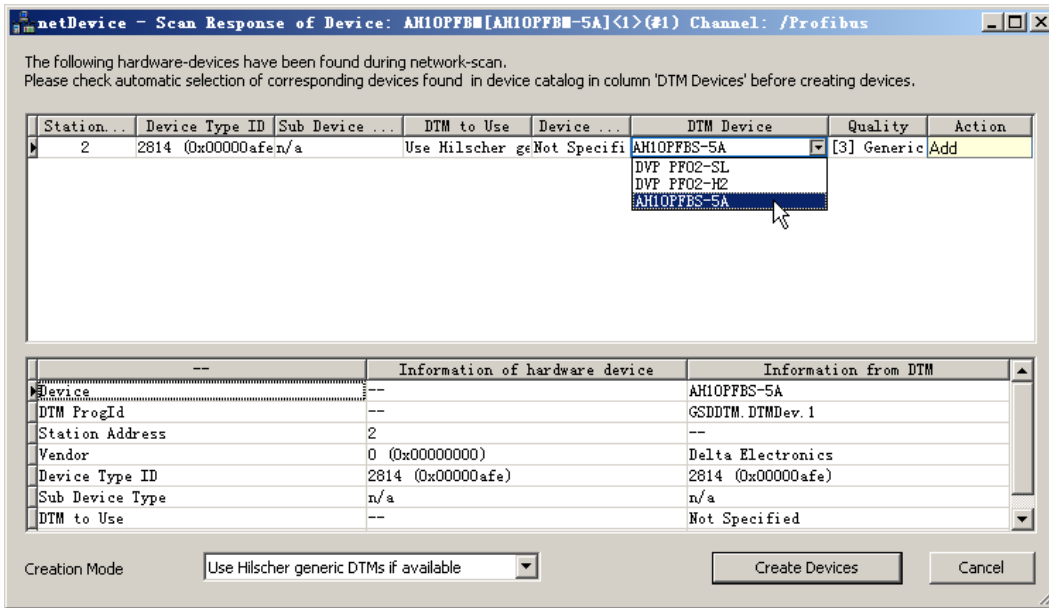 netDevice - Scan Response of Device: AH10PFBM[AH10PFBM-5A]<1>(#1) Channel: /Profibus
The following hardware-devices have been found during network-scan.
Please check automatic selection of corresponding devices found in device catalog in column 'DTM Devices' before creating devices.
Station... Device Type ID Sub Device ... DTM to Use Device ... DTM Device Quality Action
2 2814 (0x00000afe n/a Use Hilscher ge Not Specifi AH10PFBS-5A [3] Generic Add
DVP PF02-SL
DVP PF02-H2
AH10PFBS-5A
-- Information of hardware device Information from DTM
Device -- AH10PFBS-5A
DTM ProgId -- GSDDTM.DTMDev.1
Station Address 2 --
Vendor 0 (0x00000000) Delta Electronics
Device Type ID 2814 (0x00000afe) 2814 (0x00000afe)
Sub Device Type n/a n/a
DTM to Use -- Not Specified
Creation Mode Use Hilscher generic DTMs if available Create Devices Cancel